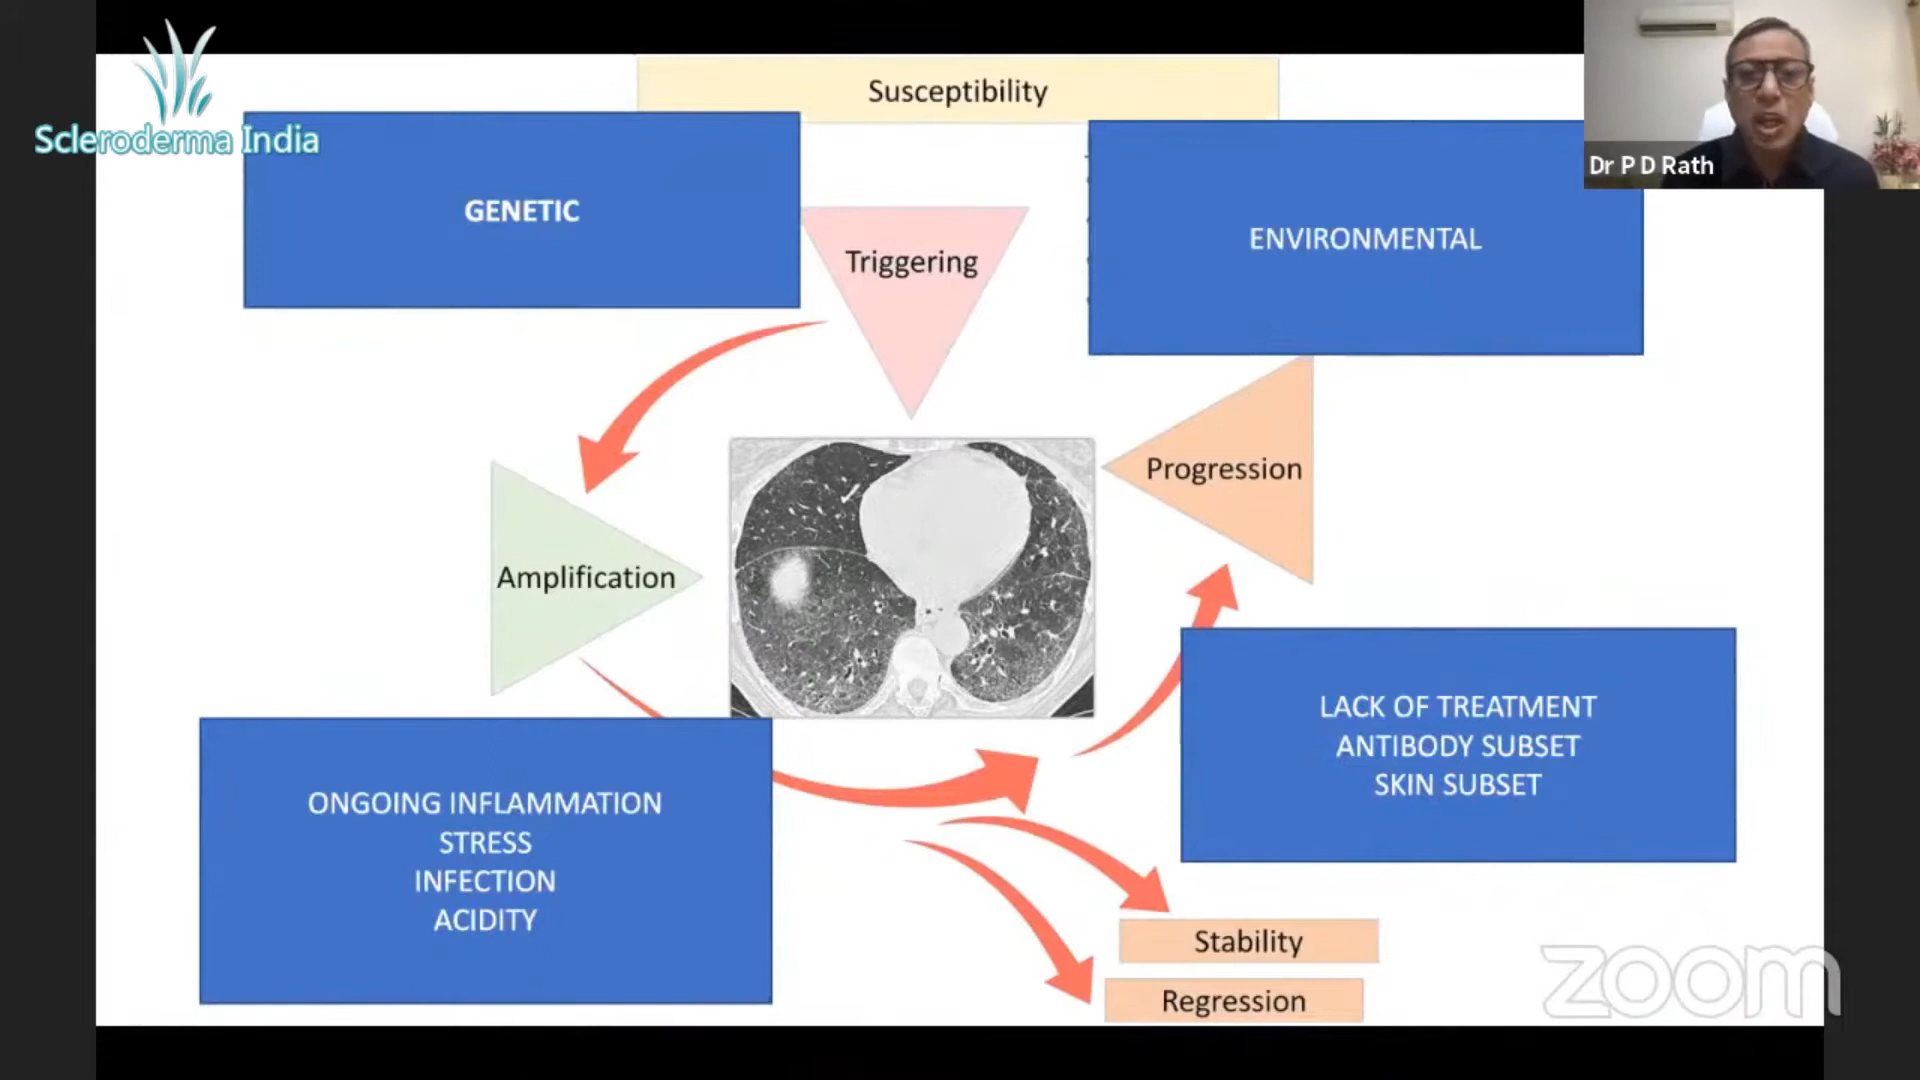 Scleroderma India
Susceptibility
Dr P D Rath
GENETIC
ENVIRONMENTAL
Triggering
Progression
Amplification
LACK OF TREATMENT
ANTIBODY SUBSET
SKIN SUBSET
ONGOING INFLAMMATION
STRESS
INFECTION
ACIDITY
Stability
Regression
zoom